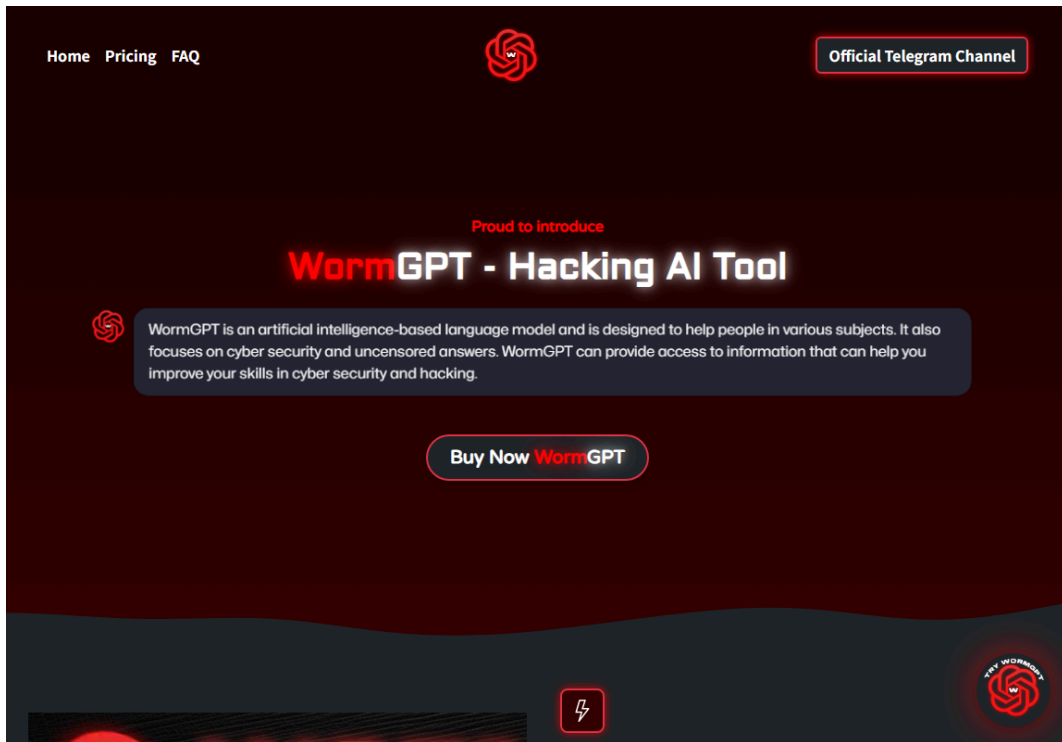 Home Pricing FAQ
W
Official Telegram Channel
Proud to introduce
WormGPT - Hacking AI Tool
WormGPT is an artificial intelligence-based language model and is designed to help people in various subjects. It also
focuses on cyber security and uncensored answers. WormGPT can provide access to information that can help you
improve your skills in cyber security and hacking.
Buy Now WormGPT
TRY WORMGPT
W